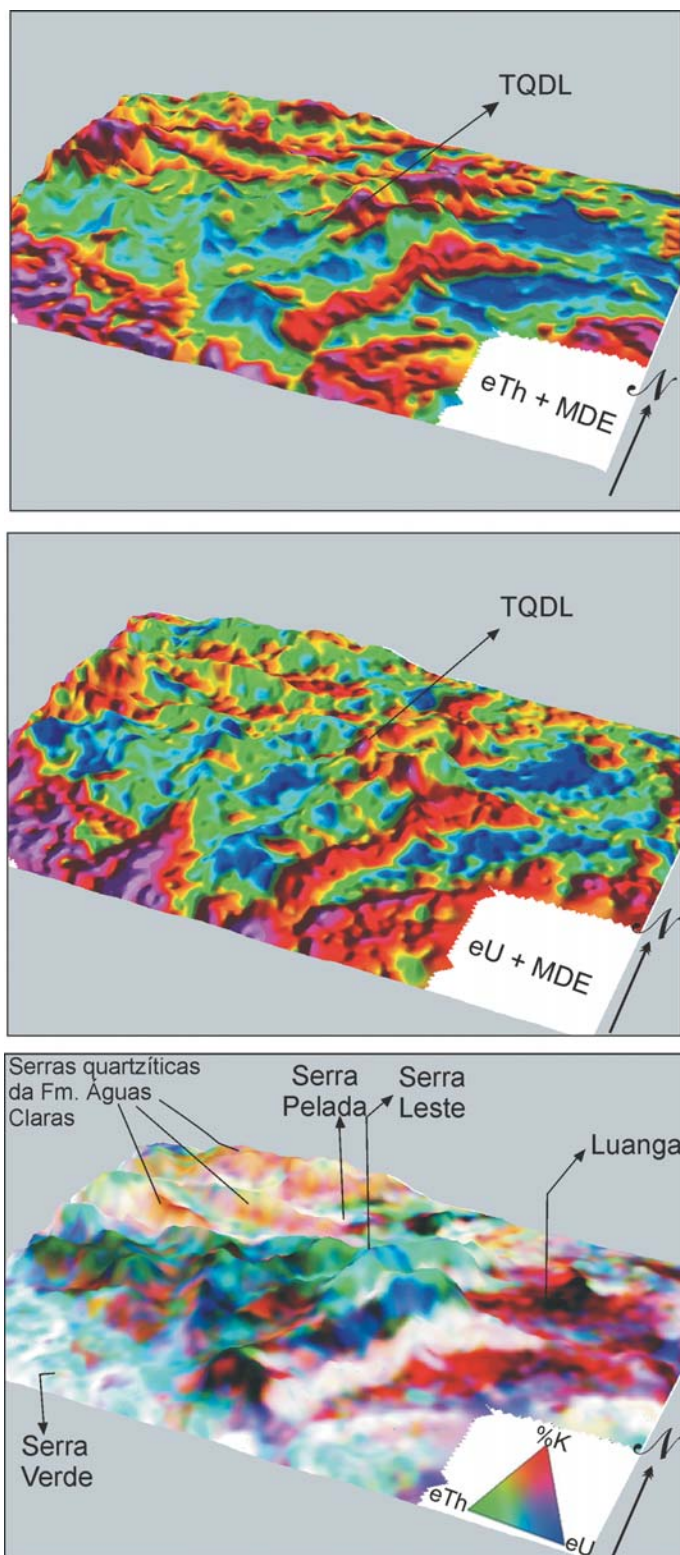 TQDL
eTh + MDE
N
TQDL
eU + MDE
N
Serras quartzíticas
da Fm. Águas
Claras
Serra
Pelada
Serra
Leste
Luanga
Serra
Verde
%K
eTh
eU
N